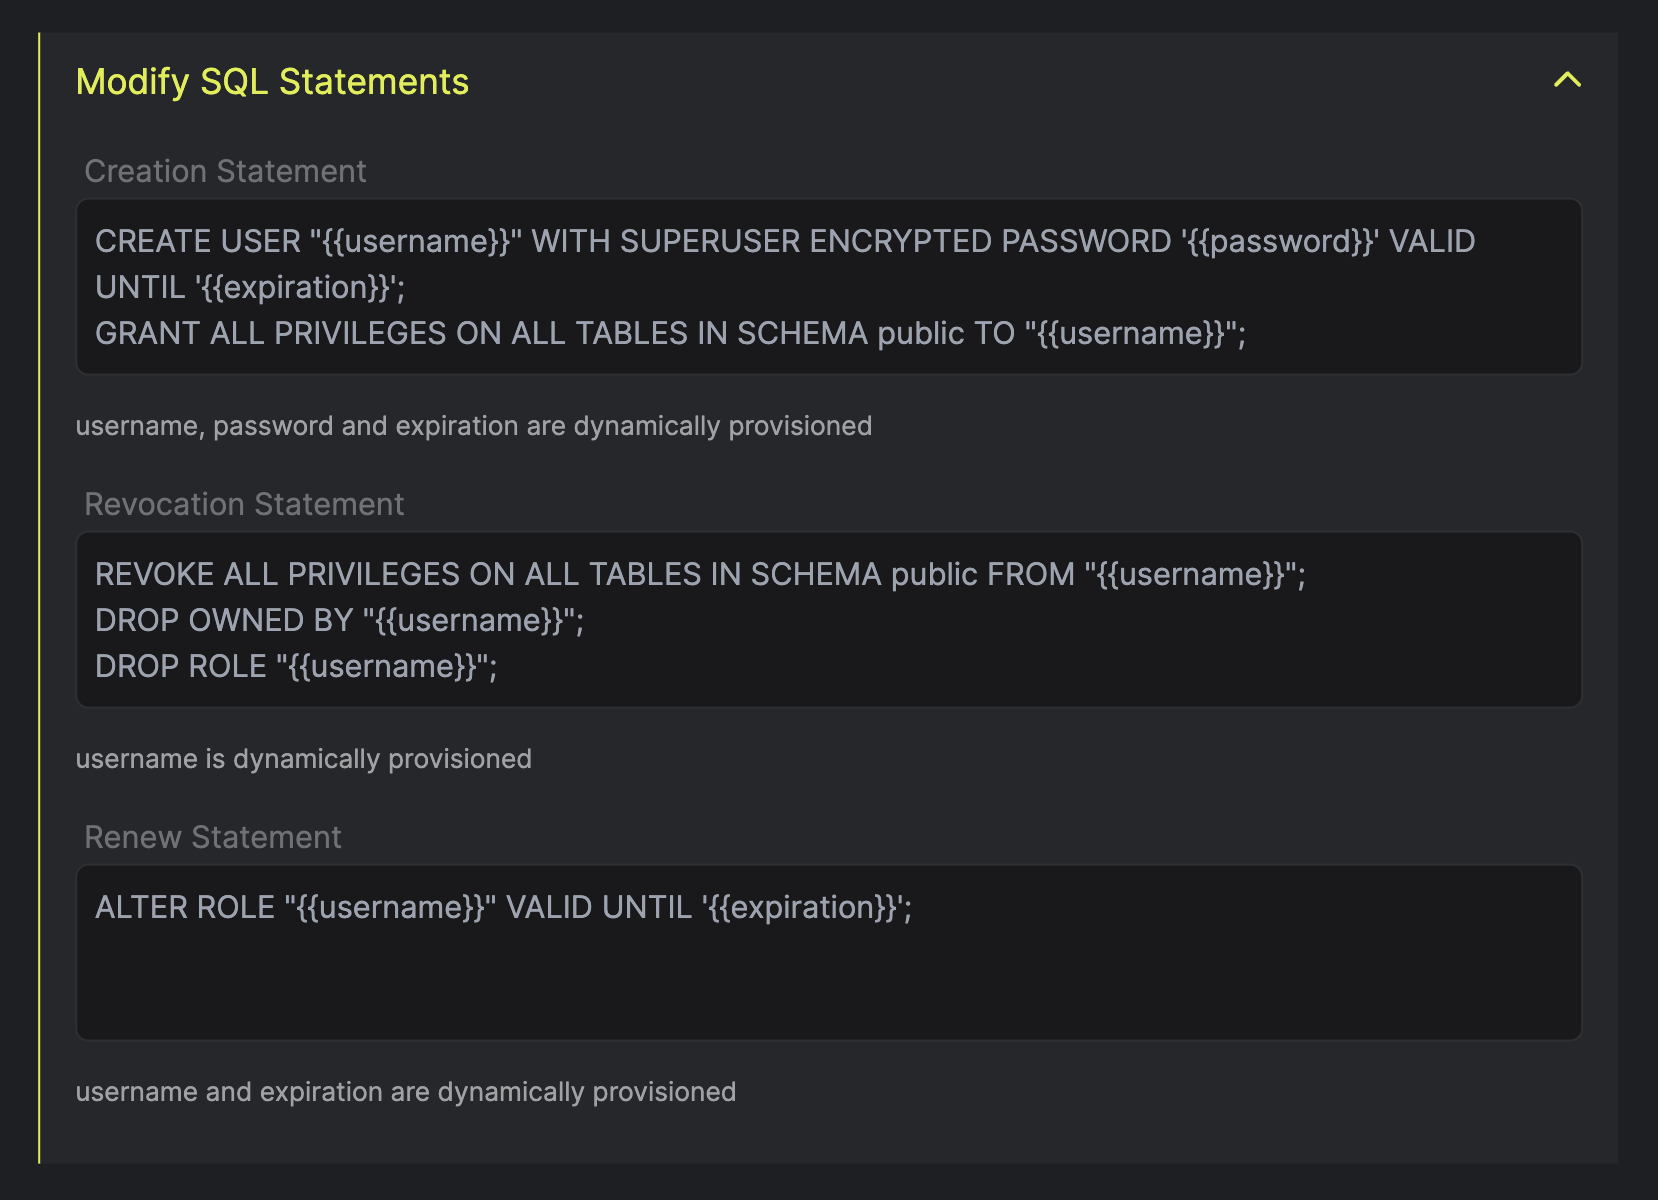 Modify SQL Statements
Creation Statement
CREATE USER "{{username}}" WITH SUPERUSER ENCRYPTED PASSWORD '{{password}}' VALID
UNTIL '{{expiration}}';
GRANT ALL PRIVILEGES ON ALL TABLES IN SCHEMA public TO "{{username}}";
username, password and expiration are dynamically provisioned
Revocation Statement
REVOKE ALL PRIVILEGES ON ALL TABLES IN SCHEMA public FROM "{{username}}";
DROP OWNED BY "{{username}}";
DROP ROLE "{{username}}";
username is dynamically provisioned
Renew Statement
ALTER ROLE "{{username}}" VALID UNTIL '{{expiration}}';
username and expiration are dynamically provisioned